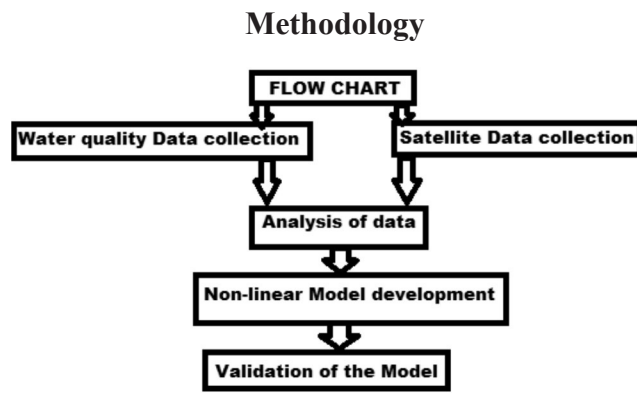 Methodology
FLOW CHART
Water quality Data collection
Satellite Data collection
Analysis of data
Non-linear Model development
Validation of the Model